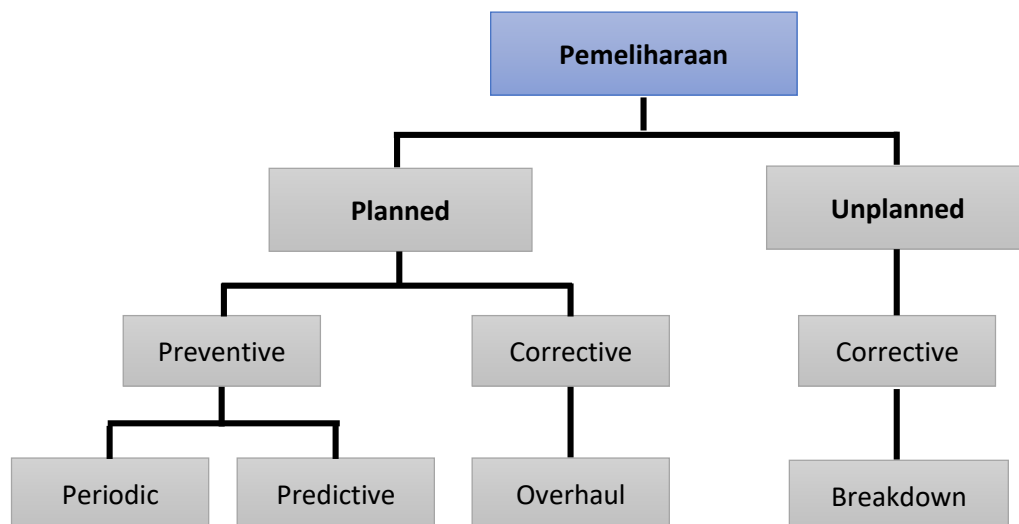 Pemeliharaan
Planned
Unplanned
Preventive
Corrective
Corrective
Periodic
Predictive
Overhaul
Breakdown